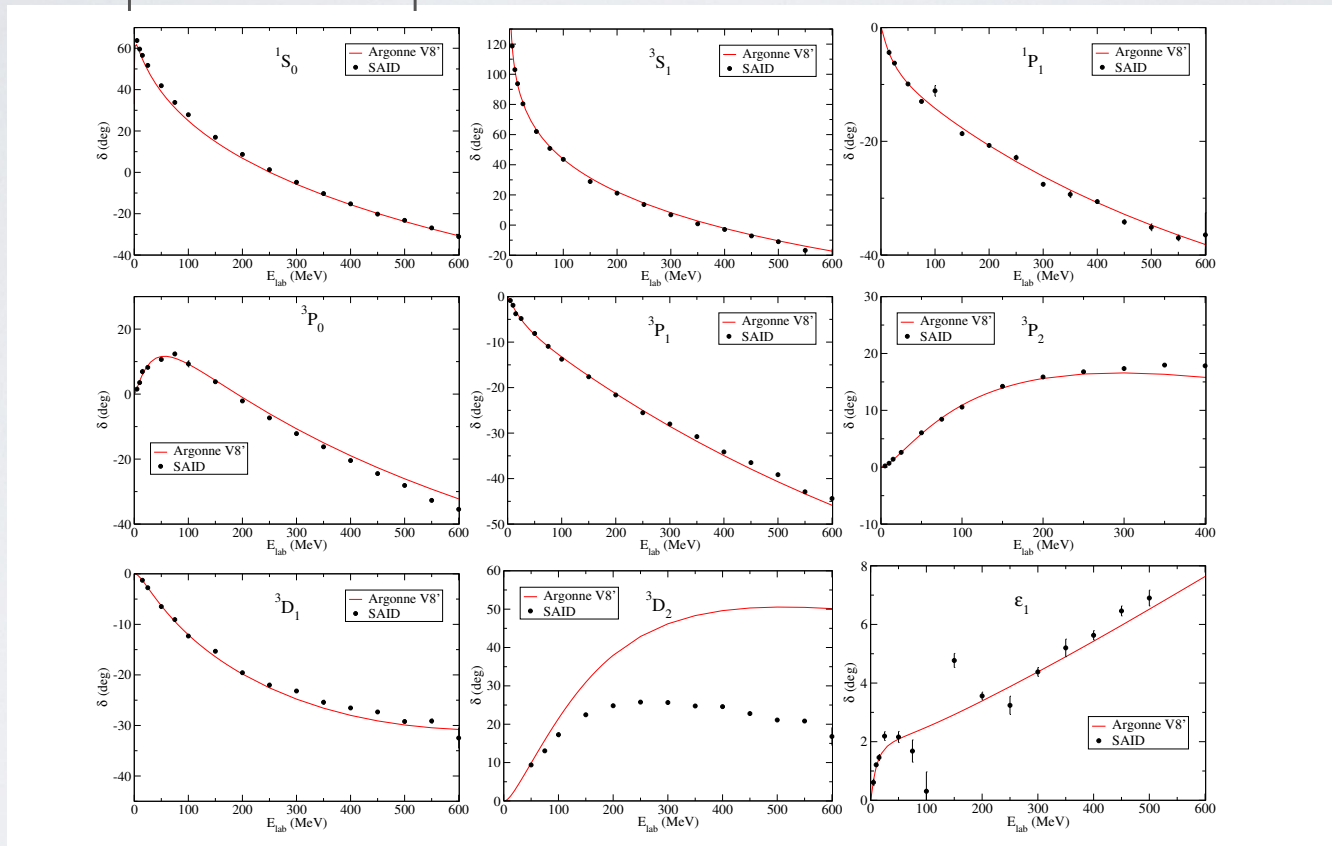 60
40
20
0
-20
-40
δ (deg)
¹S₀
Argonne V8'
SAID
0 100 200 300 400 500 600
E_lab (MeV)
120
100
80
60
40
20
0
-20
δ (deg)
³S₁
Argonne V8'
SAID
0 100 200 300 400 500 600
E_lab (MeV)
0
-20
-40
δ (deg)
¹P₁
Argonne V8'
SAID
0 100 200 300 400 500 600
E_lab (MeV)
20
0
-20
-40
δ (deg)
³P₀
Argonne V8'
SAID
0 100 200 300 400 500 600
E_lab (MeV)
0
-10
-20
-30
-40
-50
δ (deg)
³P₁
Argonne V8'
SAID
0 100 200 300 400 500 600
E_lab (MeV)
30
20
10
0
-10
δ (deg)
³P₂
Argonne V8'
SAID
0 100 200 300 400
E_lab (MeV)
0
-10
-20
-30
-40
δ (deg)
³D₁
Argonne V8'
SAID
0 100 200 300 400 500 600
E_lab (MeV)
60
50
40
30
20
10
0
δ (deg)
³D₂
Argonne V8'
SAID
0 100 200 300 400 500 600
E_lab (MeV)
8
6
4
2
0
δ (deg)
ε₁
Argonne V8'
SAID
0 100 200 300 400 500 600
E_lab (MeV)